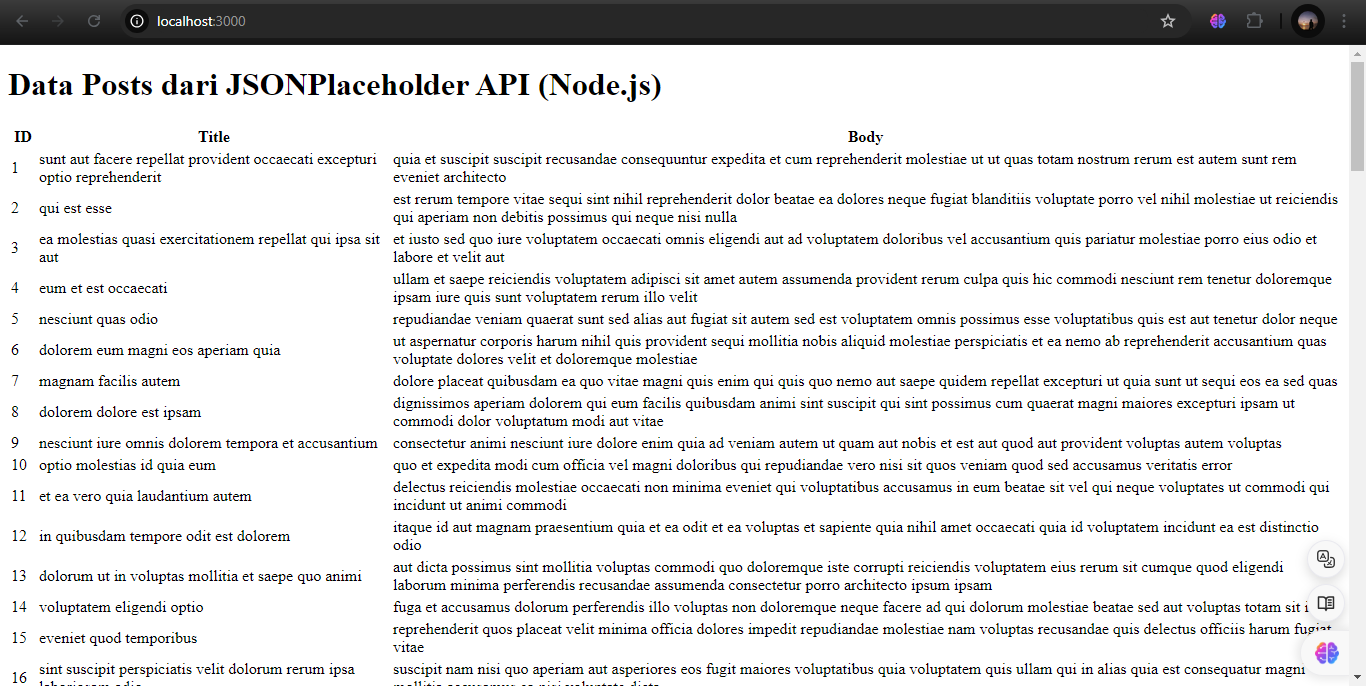 localhost:3000
Data Posts dari JSONPlaceholder API (Node.js)
ID Title Body
1 sunt aut facere repellat provident occaecati excepturi optio reprehenderit quia et suscipit suscipit recusandae consequuntur expedita et cum reprehenderit molestiae ut ut quas totam nostrum rerum est autem sunt rem eveniet architecto
2 qui est esse est rerum tempore vitae sequi sint nihil reprehenderit dolor beatae ea dolores neque fugiat blanditiis voluptate porro vel nihil molestiae ut reiciendis qui aperiam non debitis possimus qui neque nisi nulla
3 ea molestias quasi exercitationem repellat qui ipsa sit aut et iusto sed quo iure voluptatem occaecati omnis eligendi aut ad voluptatem doloribus vel accusantium quis pariatur molestiae porro eius odio et labore et velit aut
4 eum et est occaecati ullam et saepe reiciendis voluptatem adipisci sit amet autem assumenda provident rerum culpa quis hic commodi nesciunt rem tenetur doloremque ipsam iure quis sunt voluptatem rerum illo velit
5 nesciunt quas odio repudiandae veniam quaerat sunt sed alias aut fugiat sit autem sed est voluptatem omnis possimus esse voluptatibus quis est aut tenetur dolor neque
6 dolorem eum magni eos aperiam quia ut aspernatur corporis harum nihil quis provident sequi mollitia nobis aliquid molestiae perspiciatis et ea nemo ab reprehenderit accusantium quas voluptate dolores velit et doloremque molestiae
7 magnam facilis autem dolore placeat quibusdam ea quo vitae magni quis enim qui quis quo nemo aut saepe quidem repellat excepturi ut quia sunt ut sequi eos ea sed quas
8 dolorem dolore est ipsam dignissimos aperiam dolorem qui eum facilis quibusdam animi sint suscipit qui sint possimus cum quaerat magni maiores excepturi ipsam ut commodi dolor voluptatum modi aut vitae
9 nesciunt iure omnis dolorem tempora et accusantium consectetur animi nesciunt iure dolore enim quia ad veniam autem ut quam aut nobis et est aut quod aut provident voluptas autem voluptas
10 optio molestias id quia eum quo et expedita modi cum officia vel magni doloribus qui repudiandae vero nisi sit quos veniam quod sed accusamus veritatis error
11 et ea vero quia laudantium autem delectus reiciendis molestiae occaecati non minima eveniet qui voluptatibus accusamus in eum beatae sit vel qui neque voluptates ut commodi qui incidunt ut animi commodi
12 in quibusdam tempore odit est dolorem itaque id aut magnam praesentium quia et ea odit et ea voluptas et sapiente quia nihil amet occaecati quia id voluptatem incidunt ea est distinctio odio
13 dolorum ut in voluptas mollitia et saepe quo animi aut dicta possimus sint mollitia voluptas commodi quo doloremque iste corrupti reiciendis voluptatem eius rerum sit cumque quod eligendi laborum minima perferendis recusandae assumenda consectetur porro architecto ipsum ipsam
14 voluptatem eligendi optio fuga et accusamus dolorum perferendis illo voluptas non doloremque neque facere ad qui dolorum molestiae beatae sed aut voluptas totam sit
15 eveniet quod temporibus reprehenderit quos placeat velit minima officia dolores impedit repudiandae molestiae nam voluptas recusandae quis delectus officiis harum fugiat vitae
16 sint suscipit perspiciatis velit dolorum rerum ipsa suscipit nam nisi quo aperiam aut asperiores eos fugit maiores voluptatibus quia voluptatem quis ullam qui in alias quia est consequatur magni